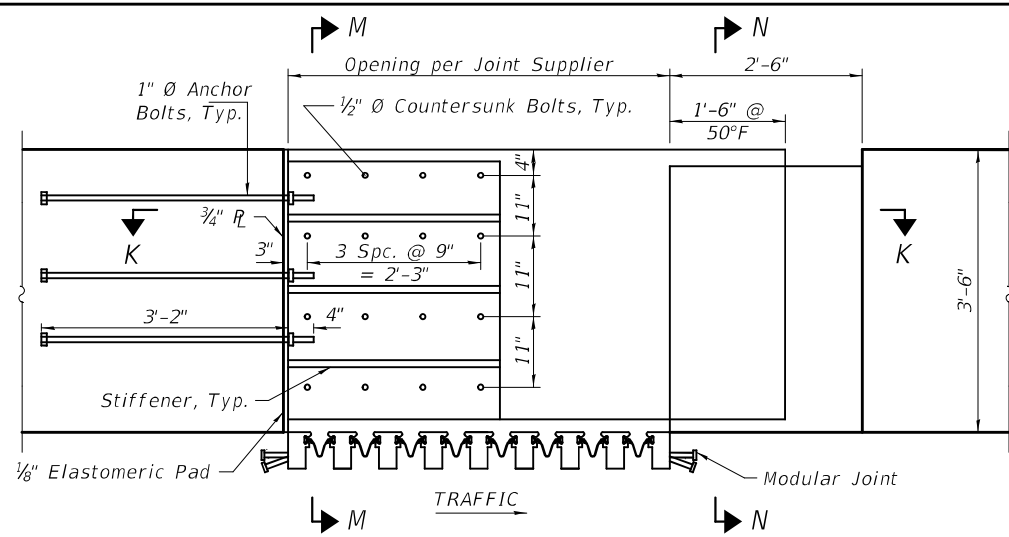 M
N
Opening per Joint Supplier
2'-6"
1" Ø Anchor
Bolts, Typ.
½" Ø Countersunk Bolts, Typ.
1'-6" @
50°F
4"
11"
¾" ℄
K
3"
3 Spc. @ 9"
= 2'-3"
11"
K
3'-6"
3'-2"
4"
11"
Stiffener, Typ.
⅛" Elastomeric Pad
Modular Joint
TRAFFIC
M
N